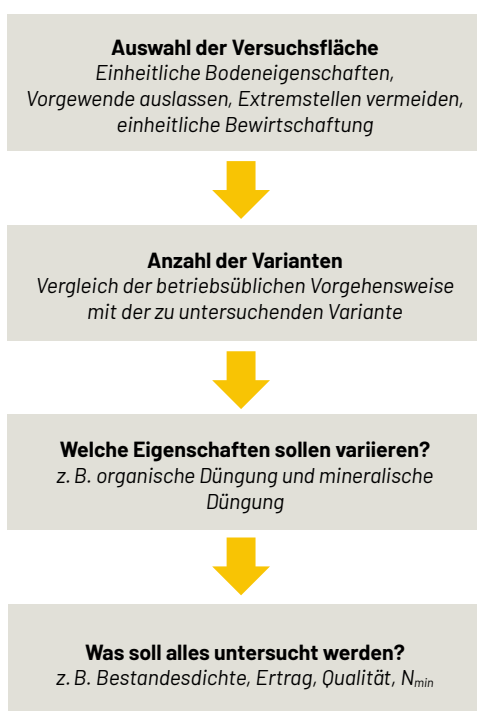 Auswahl der Versuchsfläche
Einheitliche Bodeneigenschaften,
Vorgewende auslassen, Extremstellen vermeiden,
einheitliche Bewirtschaftung
Anzahl der Varianten
Vergleich der betriebsüblichen Vorgehensweise
mit der zu untersuchenden Variante
Welche Eigenschaften sollen variieren?
z. B. organische Düngung und mineralische
Düngung
Was soll alles untersucht werden?
z. B. Bestandesdichte, Ertrag, Qualität, Nmin